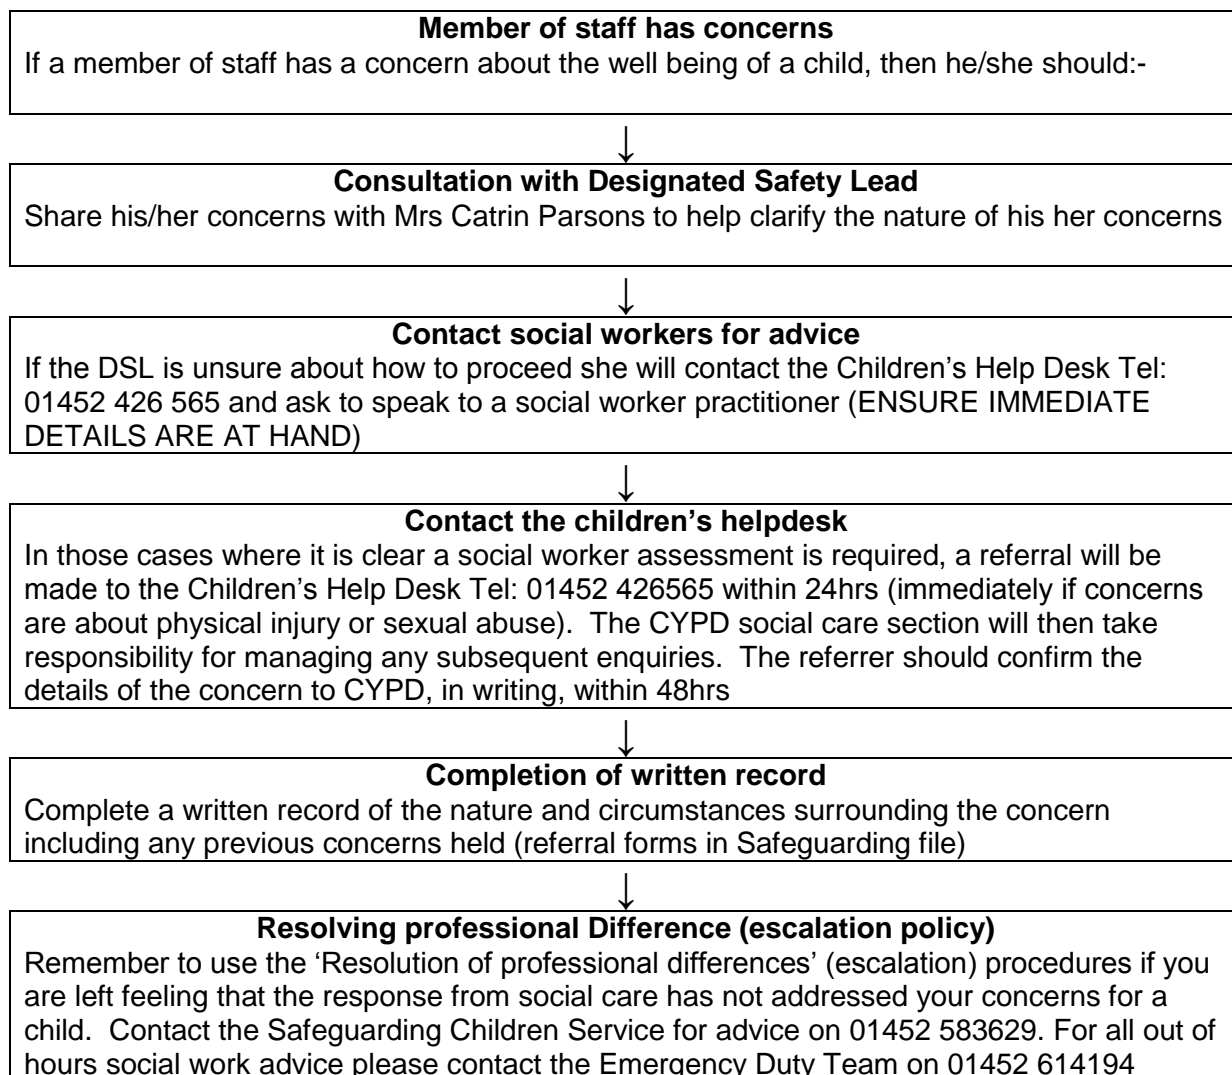 Member of staff has concerns
If a member of staff has a concern about the well being of a child, then he/she should:-
↓
Consultation with Designated Safety Lead
Share his/her concerns with Mrs Catrin Parsons to help clarify the nature of his her concerns
↓
Contact social workers for advice
If the DSL is unsure about how to proceed she will contact the Children’s Help Desk Tel:
01452 426 565 and ask to speak to a social worker practitioner (ENSURE IMMEDIATE
DETAILS ARE AT HAND)
↓
Contact the children’s helpdesk
In those cases where it is clear a social worker assessment is required, a referral will be
made to the Children’s Help Desk Tel: 01452 426565 within 24hrs (immediately if concerns
are about physical injury or sexual abuse).  The CYPD social care section will then take
responsibility for managing any subsequent enquiries.  The referrer should confirm the
details of the concern to CYPD, in writing, within 48hrs
↓
Completion of written record
Complete a written record of the nature and circumstances surrounding the concern
including any previous concerns held (referral forms in Safeguarding file)
↓
Resolving professional Difference (escalation policy)
Remember to use the ‘Resolution of professional differences’ (escalation) procedures if you
are left feeling that the response from social care has not addressed your concerns for a
child.  Contact the Safeguarding Children Service for advice on 01452 583629. For all out of
hours social work advice please contact the Emergency Duty Team on 01452 614194